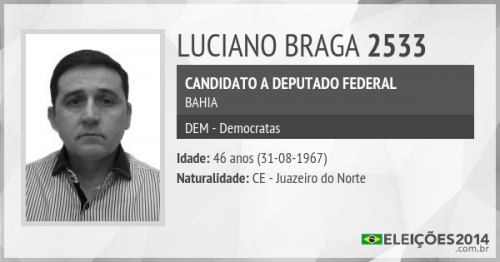 LUCIANO BRAGA 2533
CANDIDATO A DEPUTADO FEDERAL
BAHIA
DEM - Democratas
Idade: 46 anos (31-08-1967)
Naturalidade: CE - Juazeiro do Norte
ELEIÇÕES2014
.com.br